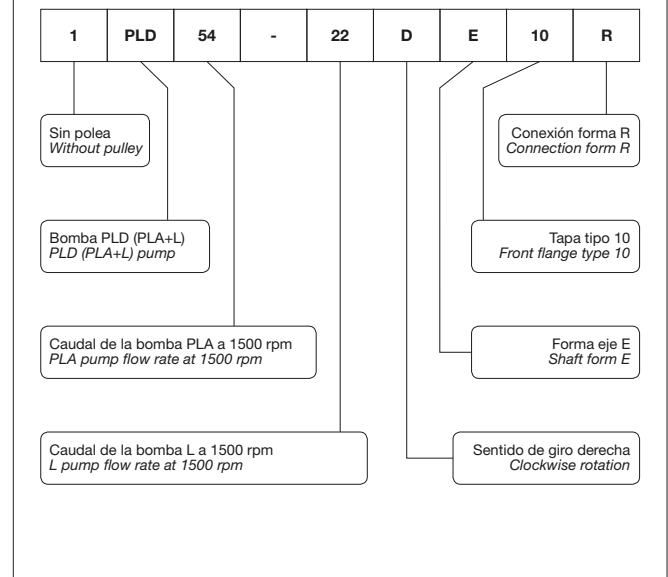 1 PLD 54 - 22 D E 10 R
Sin polea
Without pulley
Conexión forma R
Connection form R
Bomba PLD (PLA+L)
PLD (PLA+L) pump
Tapa tipo 10
Front flange type 10
Caudal de la bomba PLA a 1500 rpm
PLA pump flow rate at 1500 rpm
Forma eje E
Shaft form E
Caudal de la bomba L a 1500 rpm
L pump flow rate at 1500 rpm
Sentido de giro derecha
Clockwise rotation